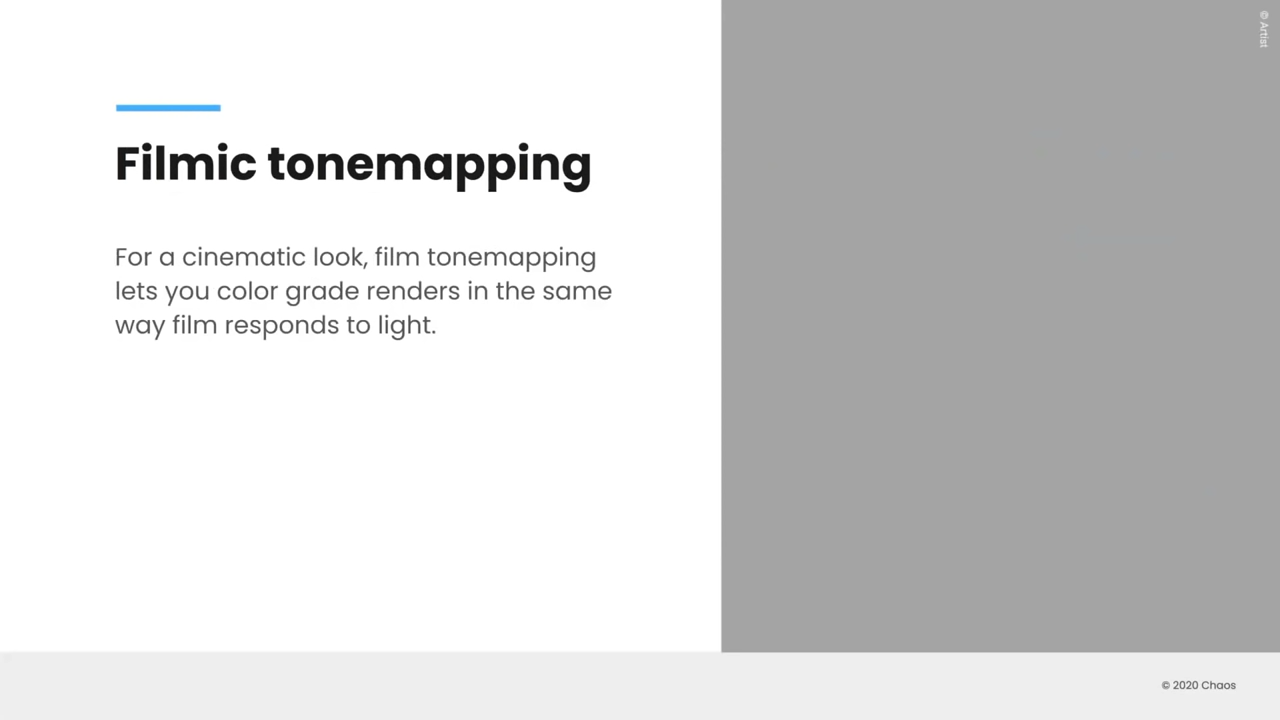 © Artist
Filmic tonemapping
For a cinematic look, film tonemapping
lets you color grade renders in the same
way film responds to light.
© 2020 Chaos